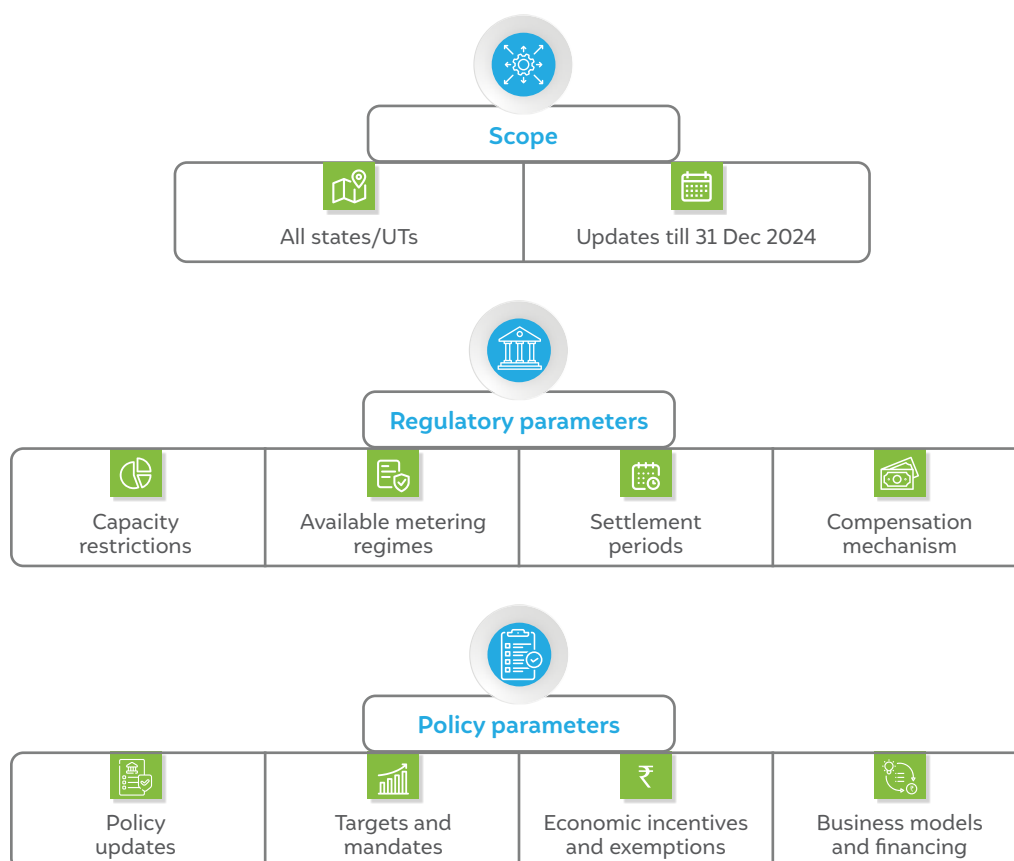 Scope
All states/UTs
Updates till 31 Dec 2024
Regulatory parameters
Capacity
restrictions
Available metering
regimes
Settlement
periods
Compensation
mechanism
Policy parameters
₹
Policy
updates
Targets and
mandates
Economic incentives
and exemptions
Business models
and financing